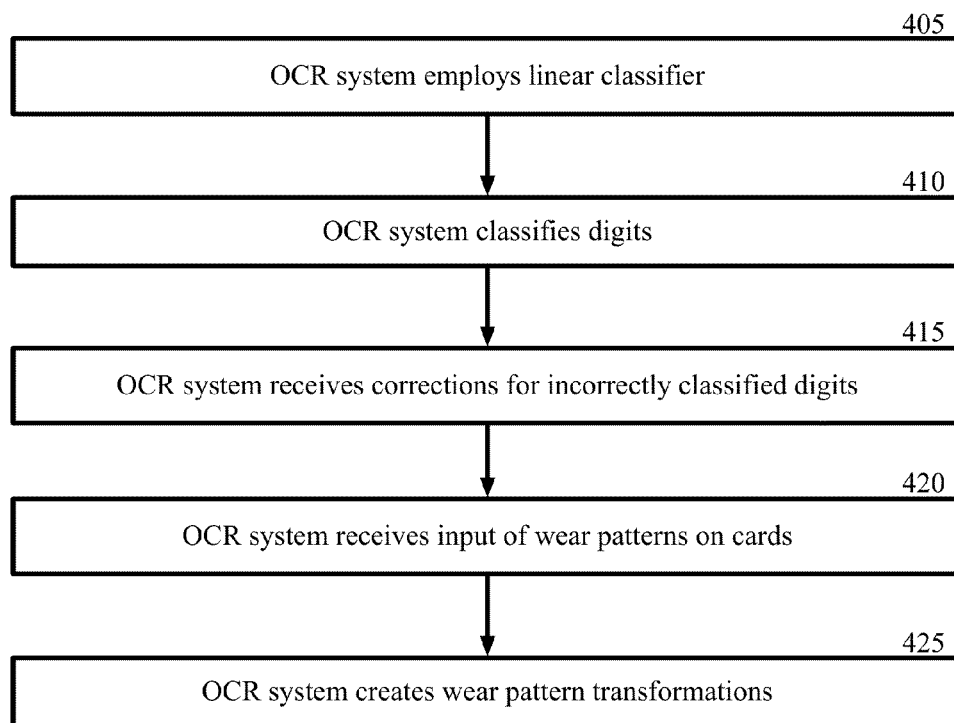 405
OCR system employs linear classifier
410
OCR system classifies digits
415
OCR system receives corrections for incorrectly classified digits
420
OCR system receives input of wear patterns on cards
425
OCR system creates wear pattern transformations